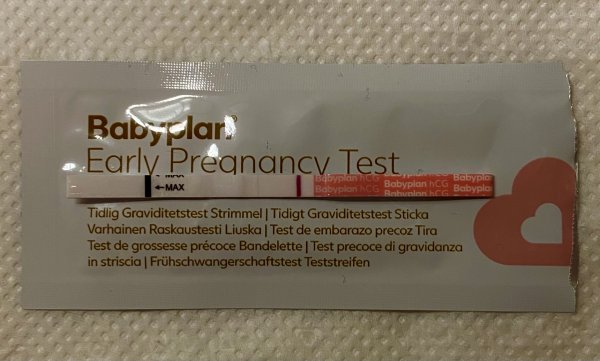 Babyplan®
Early Pregnancy Test
←MAX
←MAX
Babyplan hCG Babyplan hCG Babyplan
Babyplan hCG Babyplan hCG Babyplan
Tidlig Graviditetstest Strimmel | Tidigt Graviditetstest Sticka
Varhainen Raskaustesti Liuska | Test de embarazo precoz Tira
Test de grossesse précoce Bandelette | Test precoce di gravidanza
in striscia | Frühschwangerschaftstest Teststreifen